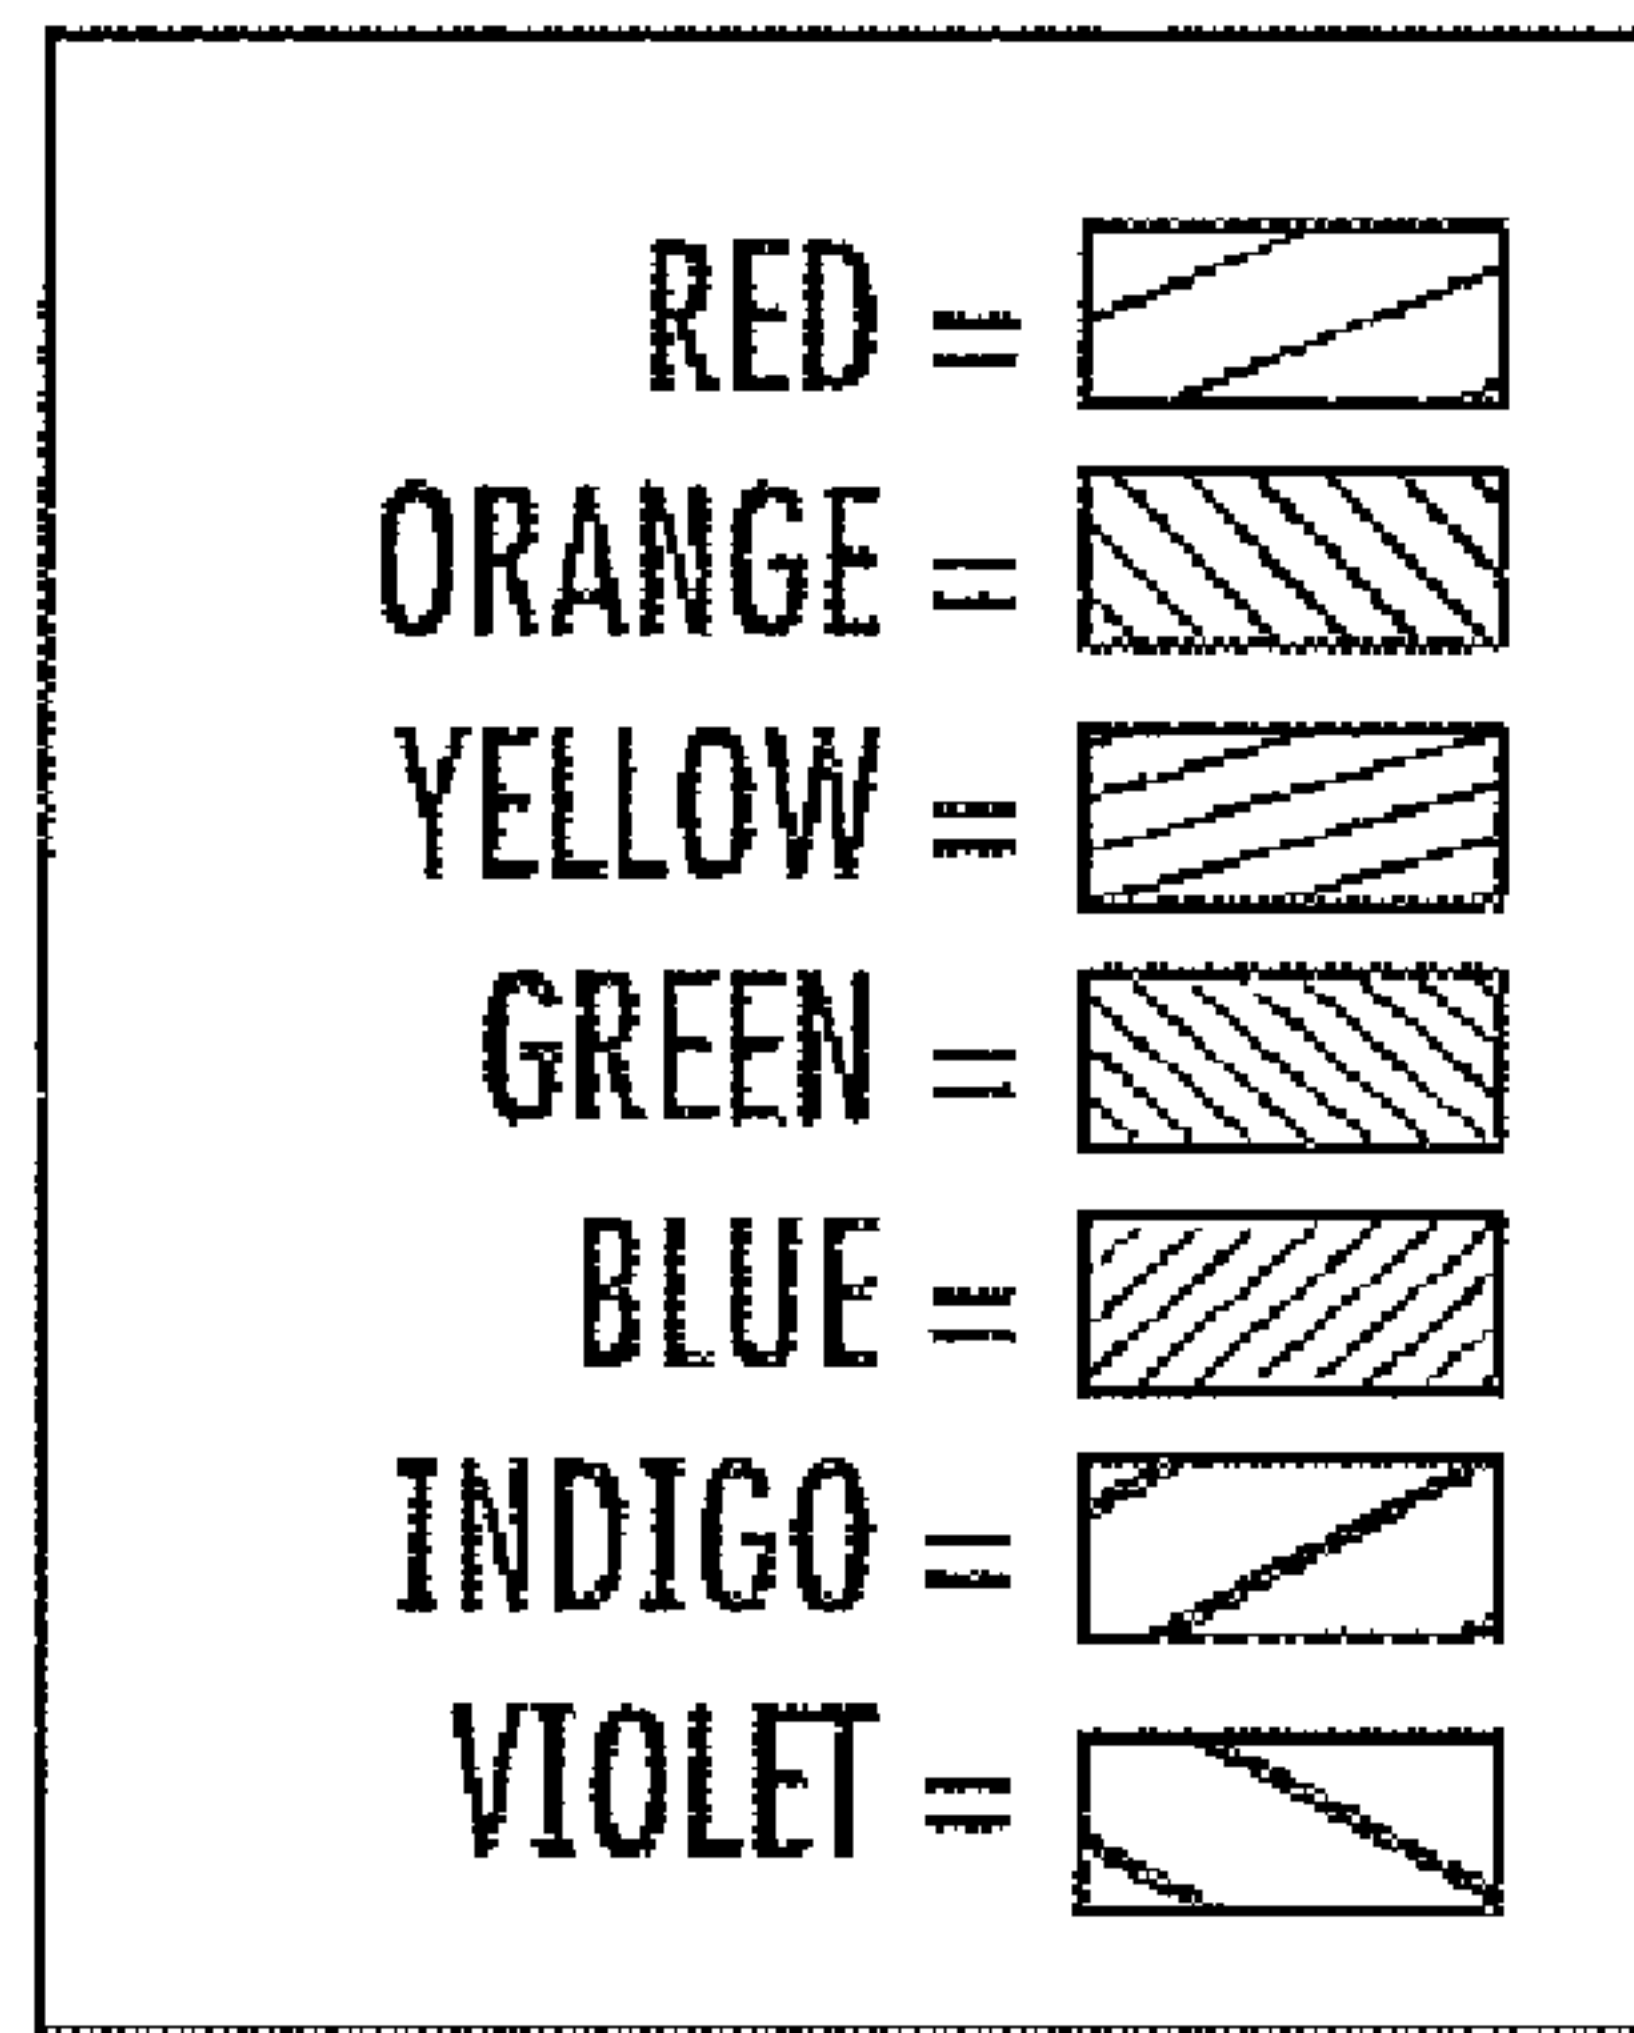 RED =
ORANGE =
YELLOW =
GREEN =
BLUE =
INDIGO =
VIOLET =